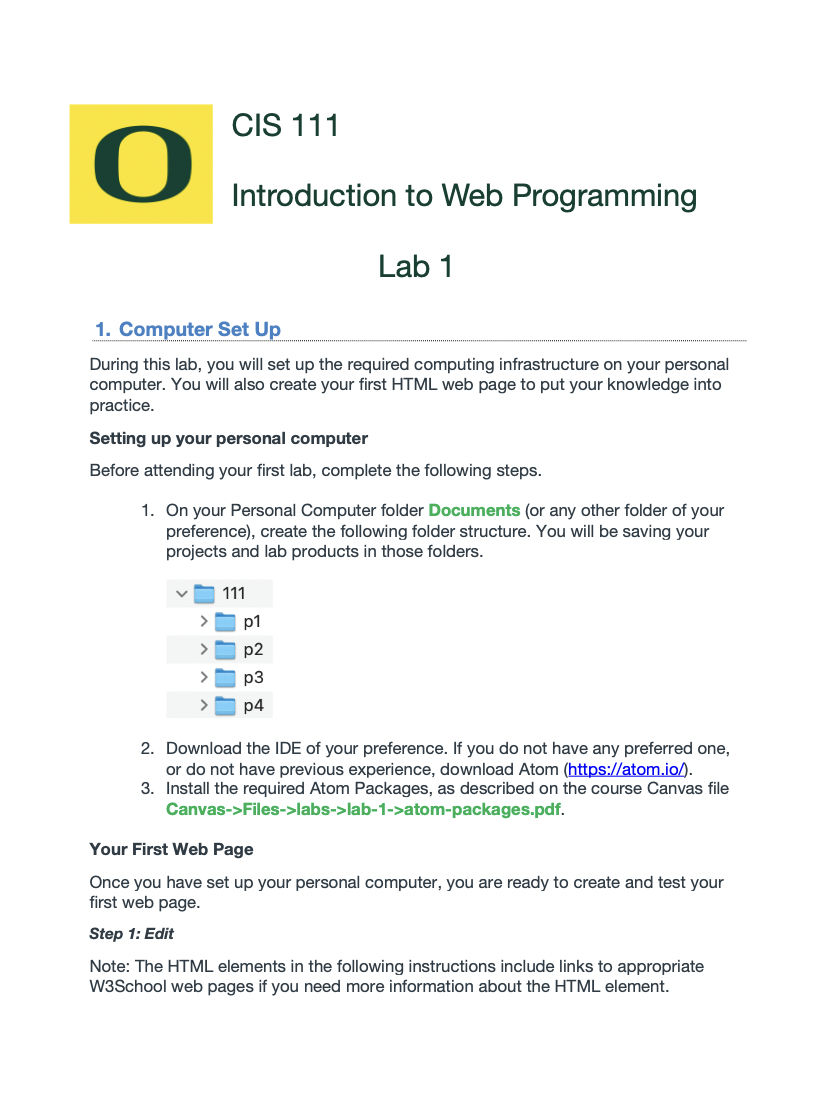 O
CIS 111
Introduction to Web Programming
Lab 1
1. Computer Set Up
During this lab, you will set up the required computing infrastructure on your personal
computer. You will also create your first HTML web page to put your knowledge into
practice.
Setting up your personal computer
Before attending your first lab, complete the following steps.
1. On your Personal Computer folder Documents (or any other folder of your
preference), create the following folder structure. You will be saving your
projects and lab products in those folders.
111
p1
p2
p3
p4
2. Download the IDE of your preference. If you do not have any preferred one,
or do not have previous experience, download Atom (https://atom.io/).
3. Install the required Atom Packages, as described on the course Canvas file
Canvas->Files->labs->lab-1->atom-packages.pdf.
Your First Web Page
Once you have set up your personal computer, you are ready to create and test your
first web page.
Step 1: Edit
Note: The HTML elements in the following instructions include links to appropriate
W3School web pages if you need more information about the HTML element.